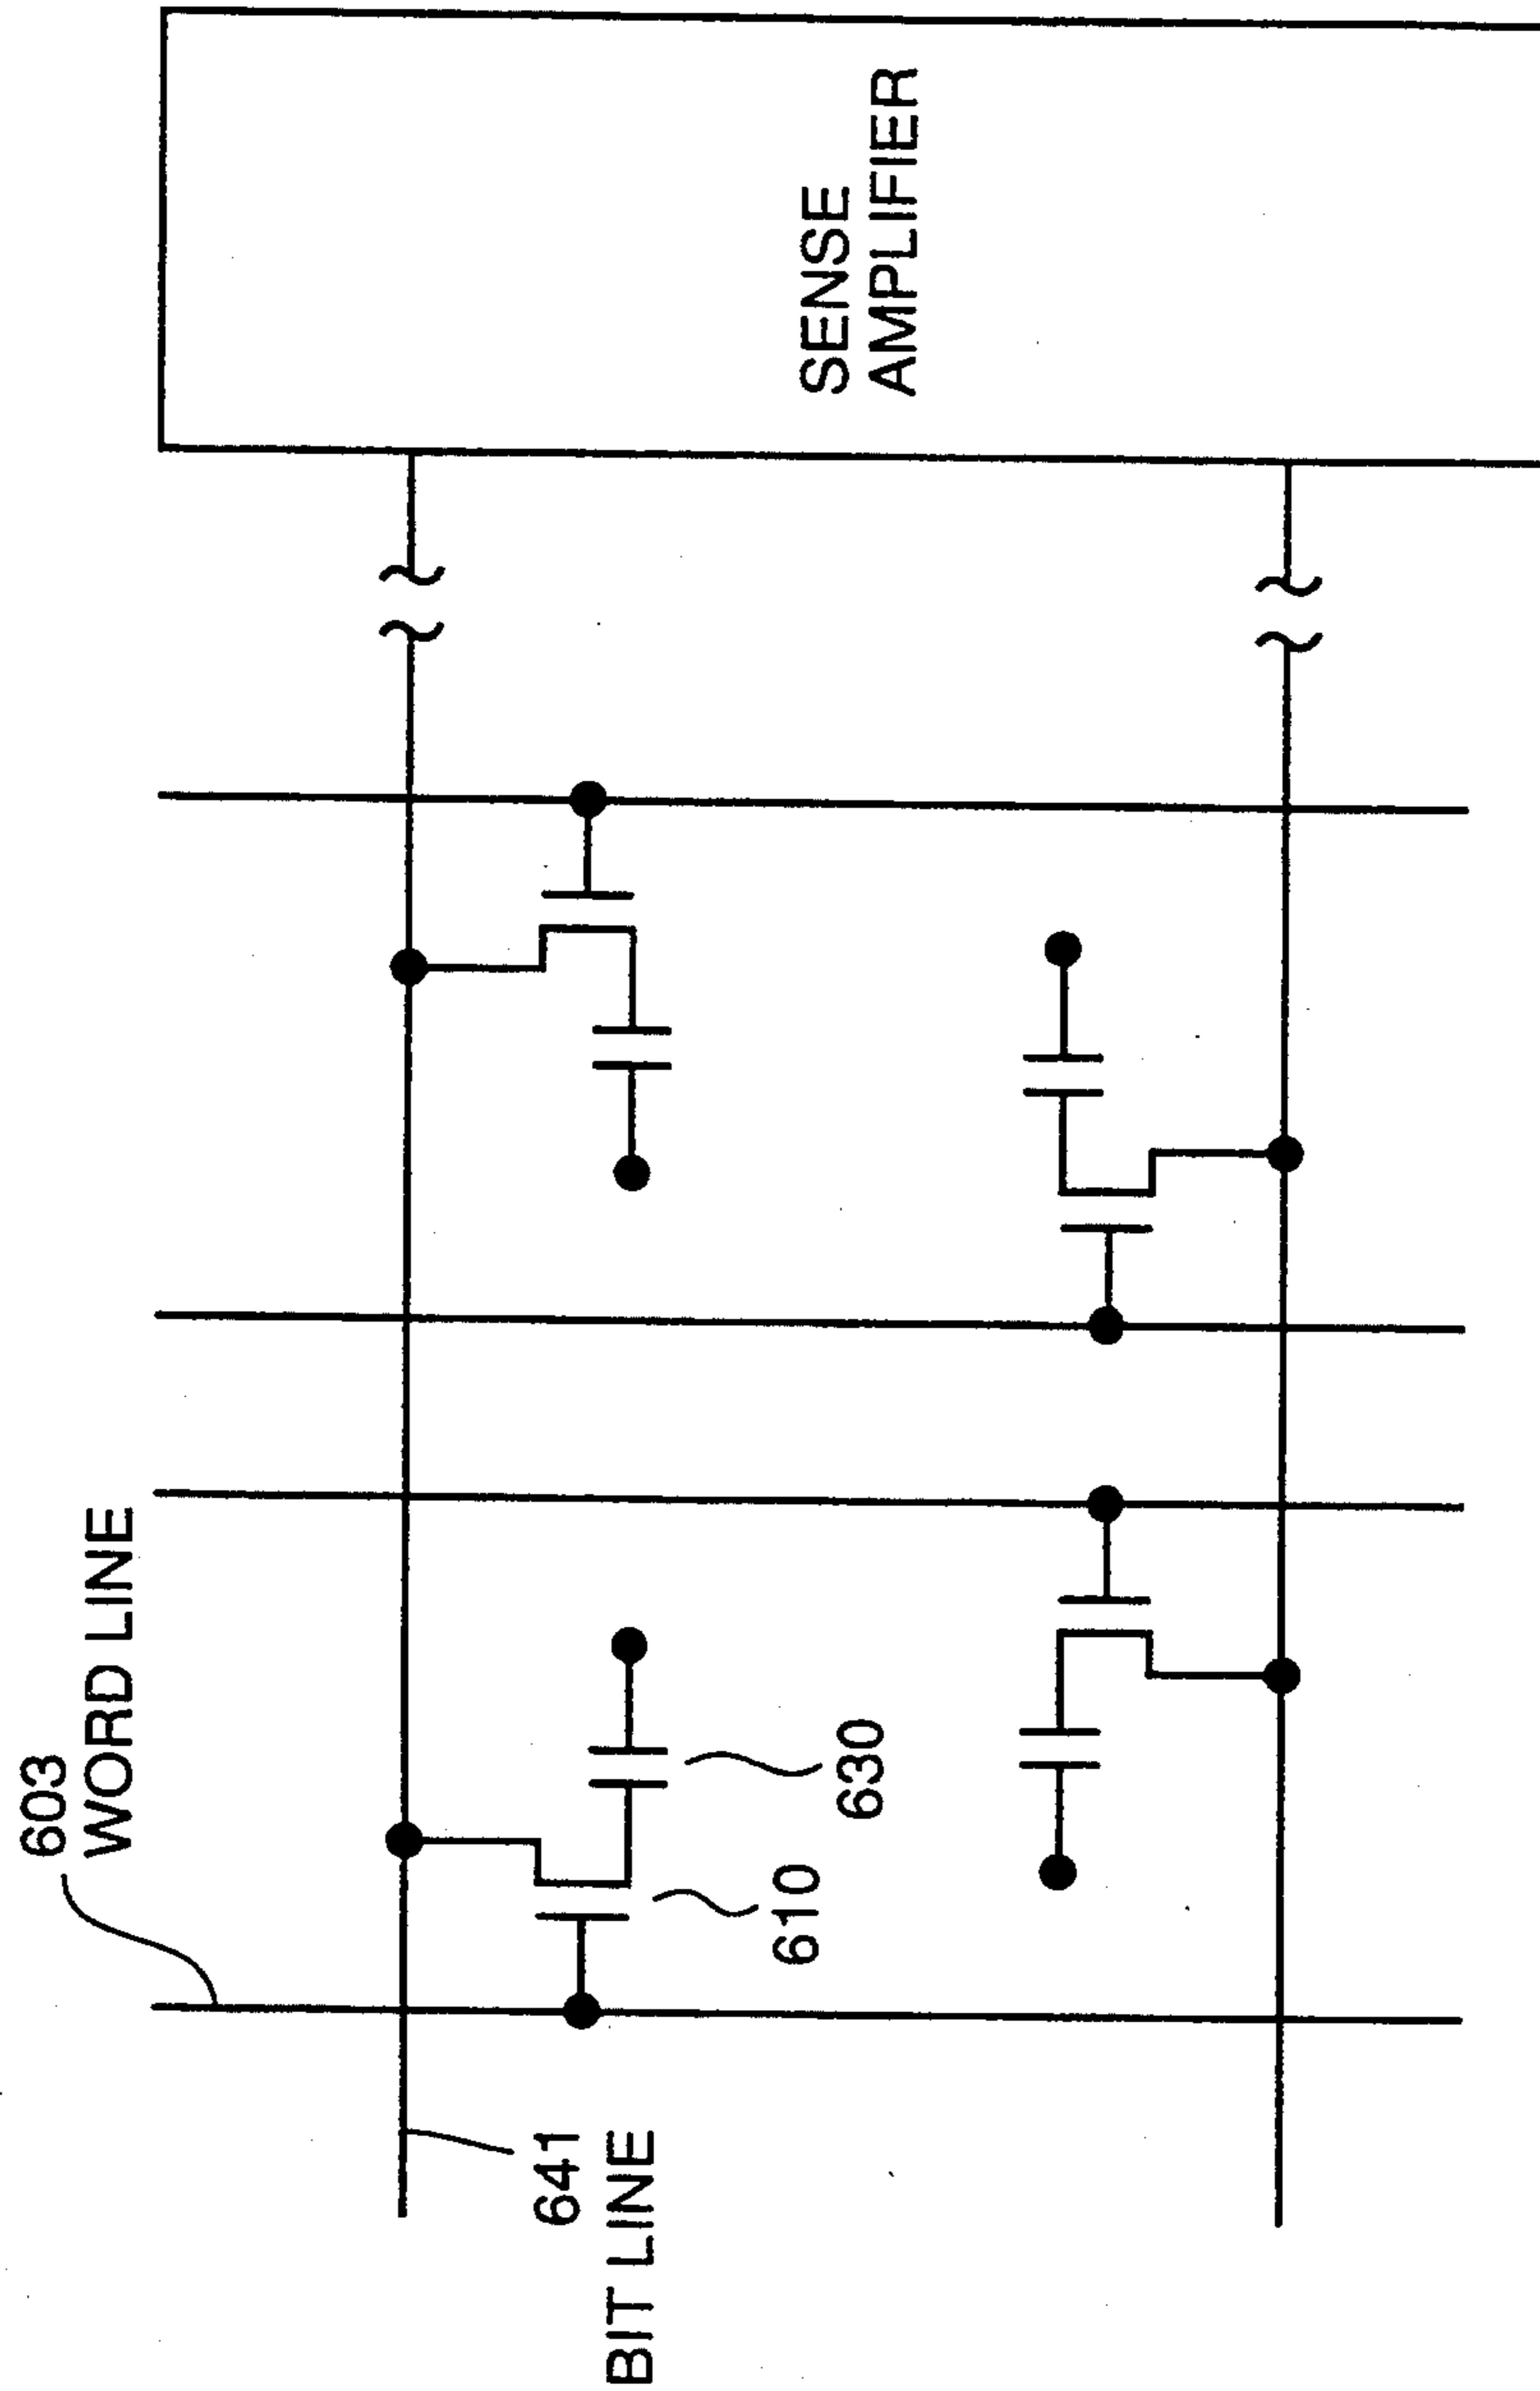 603
WORD LINE
641
BIT LINE
610
630
SENSE
AMPLIFIER